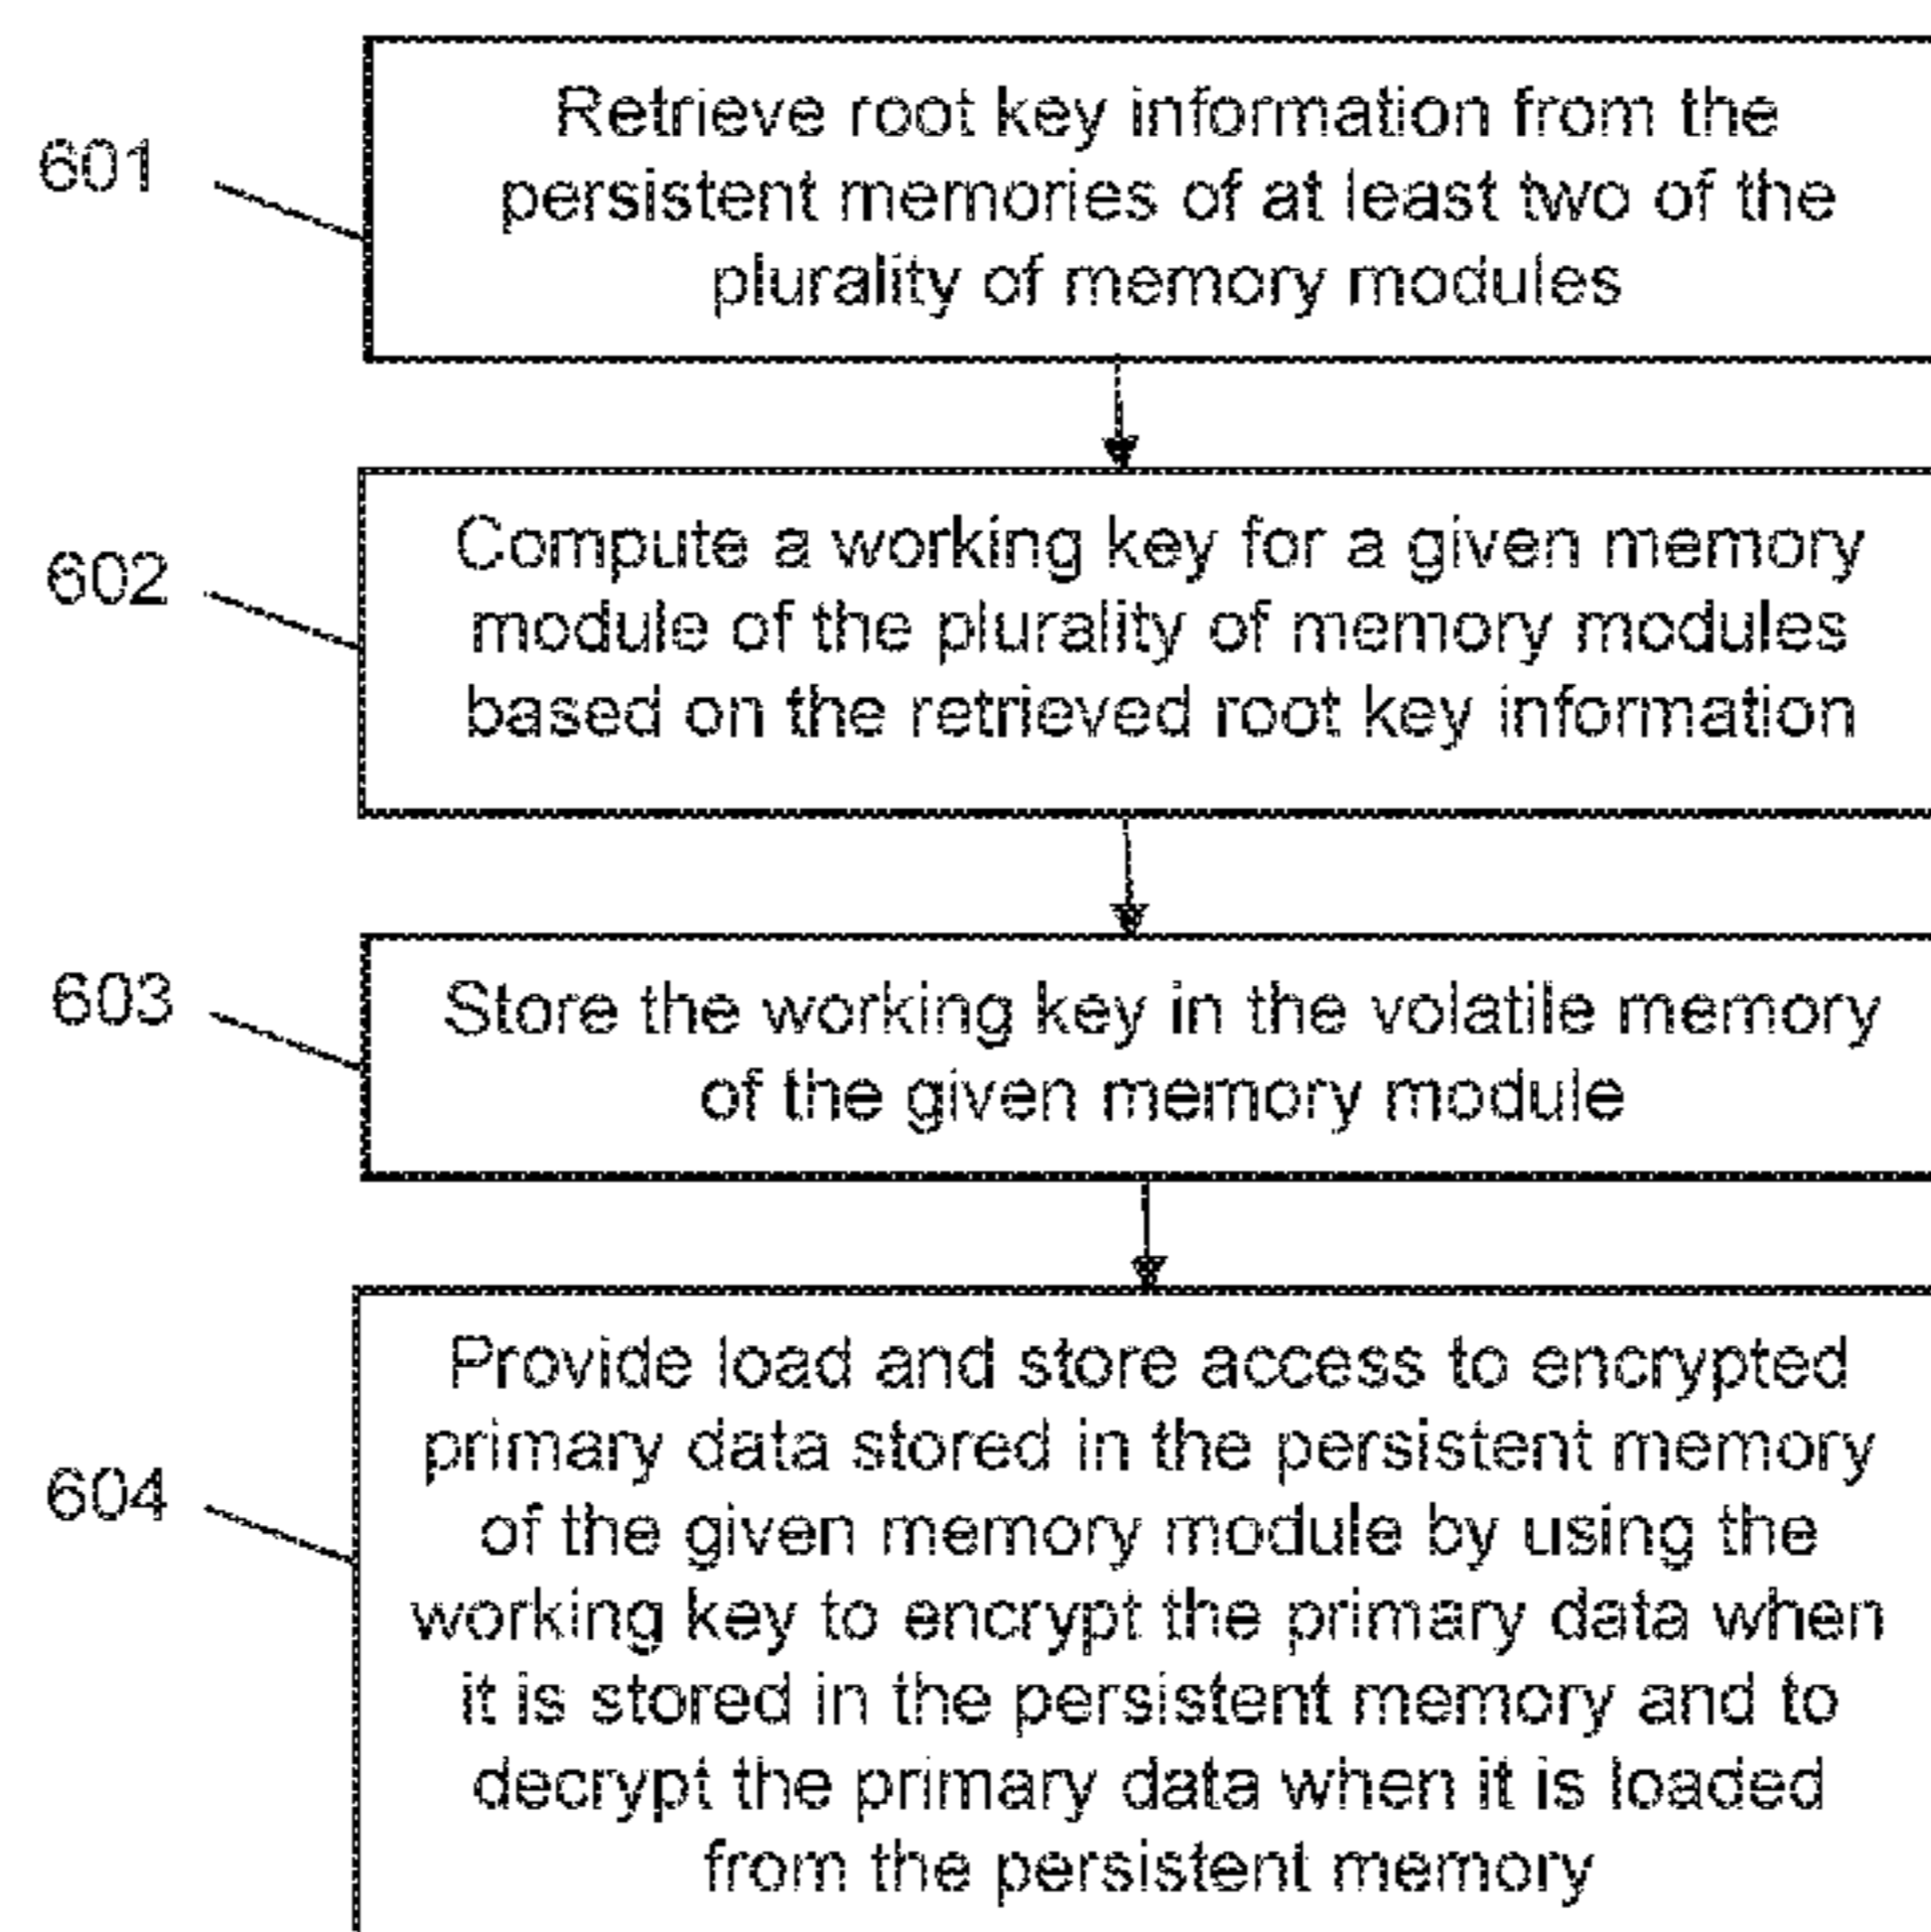 Retrieve root key information from the
601
persistent memories of at least two of the
plurality of memory modules
Compute a working key for a given memory
602
module of the plurality of memory modules
based on the retrieved root key information
603
Store the working key in the volatile memory
of the given memory module
Provide load and store access to encrypted
primary data stored in the persistent memory
604
of the given memory module by using the
working key to encrypt the primary data when
it is stored in the persistent memory and to
decrypt the primary data when it is loaded
from the persistent memory